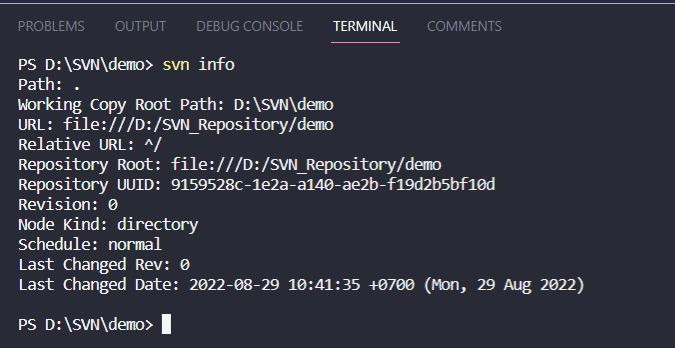 PROBLEMS OUTPUT DEBUG CONSOLE TERMINAL COMMENTS
PS D:\SVN\demo> svn info
Path: .
Working Copy Root Path: D:\SVN\demo
URL: file:///D:/SVN_Repository/demo
Relative URL: ^/
Repository Root: file:///D:/SVN_Repository/demo
Repository UUID: 9159528c-1e2a-a140-ae2b-f19d2b5bf10d
Revision: 0
Node Kind: directory
Schedule: normal
Last Changed Rev: 0
Last Changed Date: 2022-08-29 10:41:35 +0700 (Mon, 29 Aug 2022)
PS D:\SVN\demo>